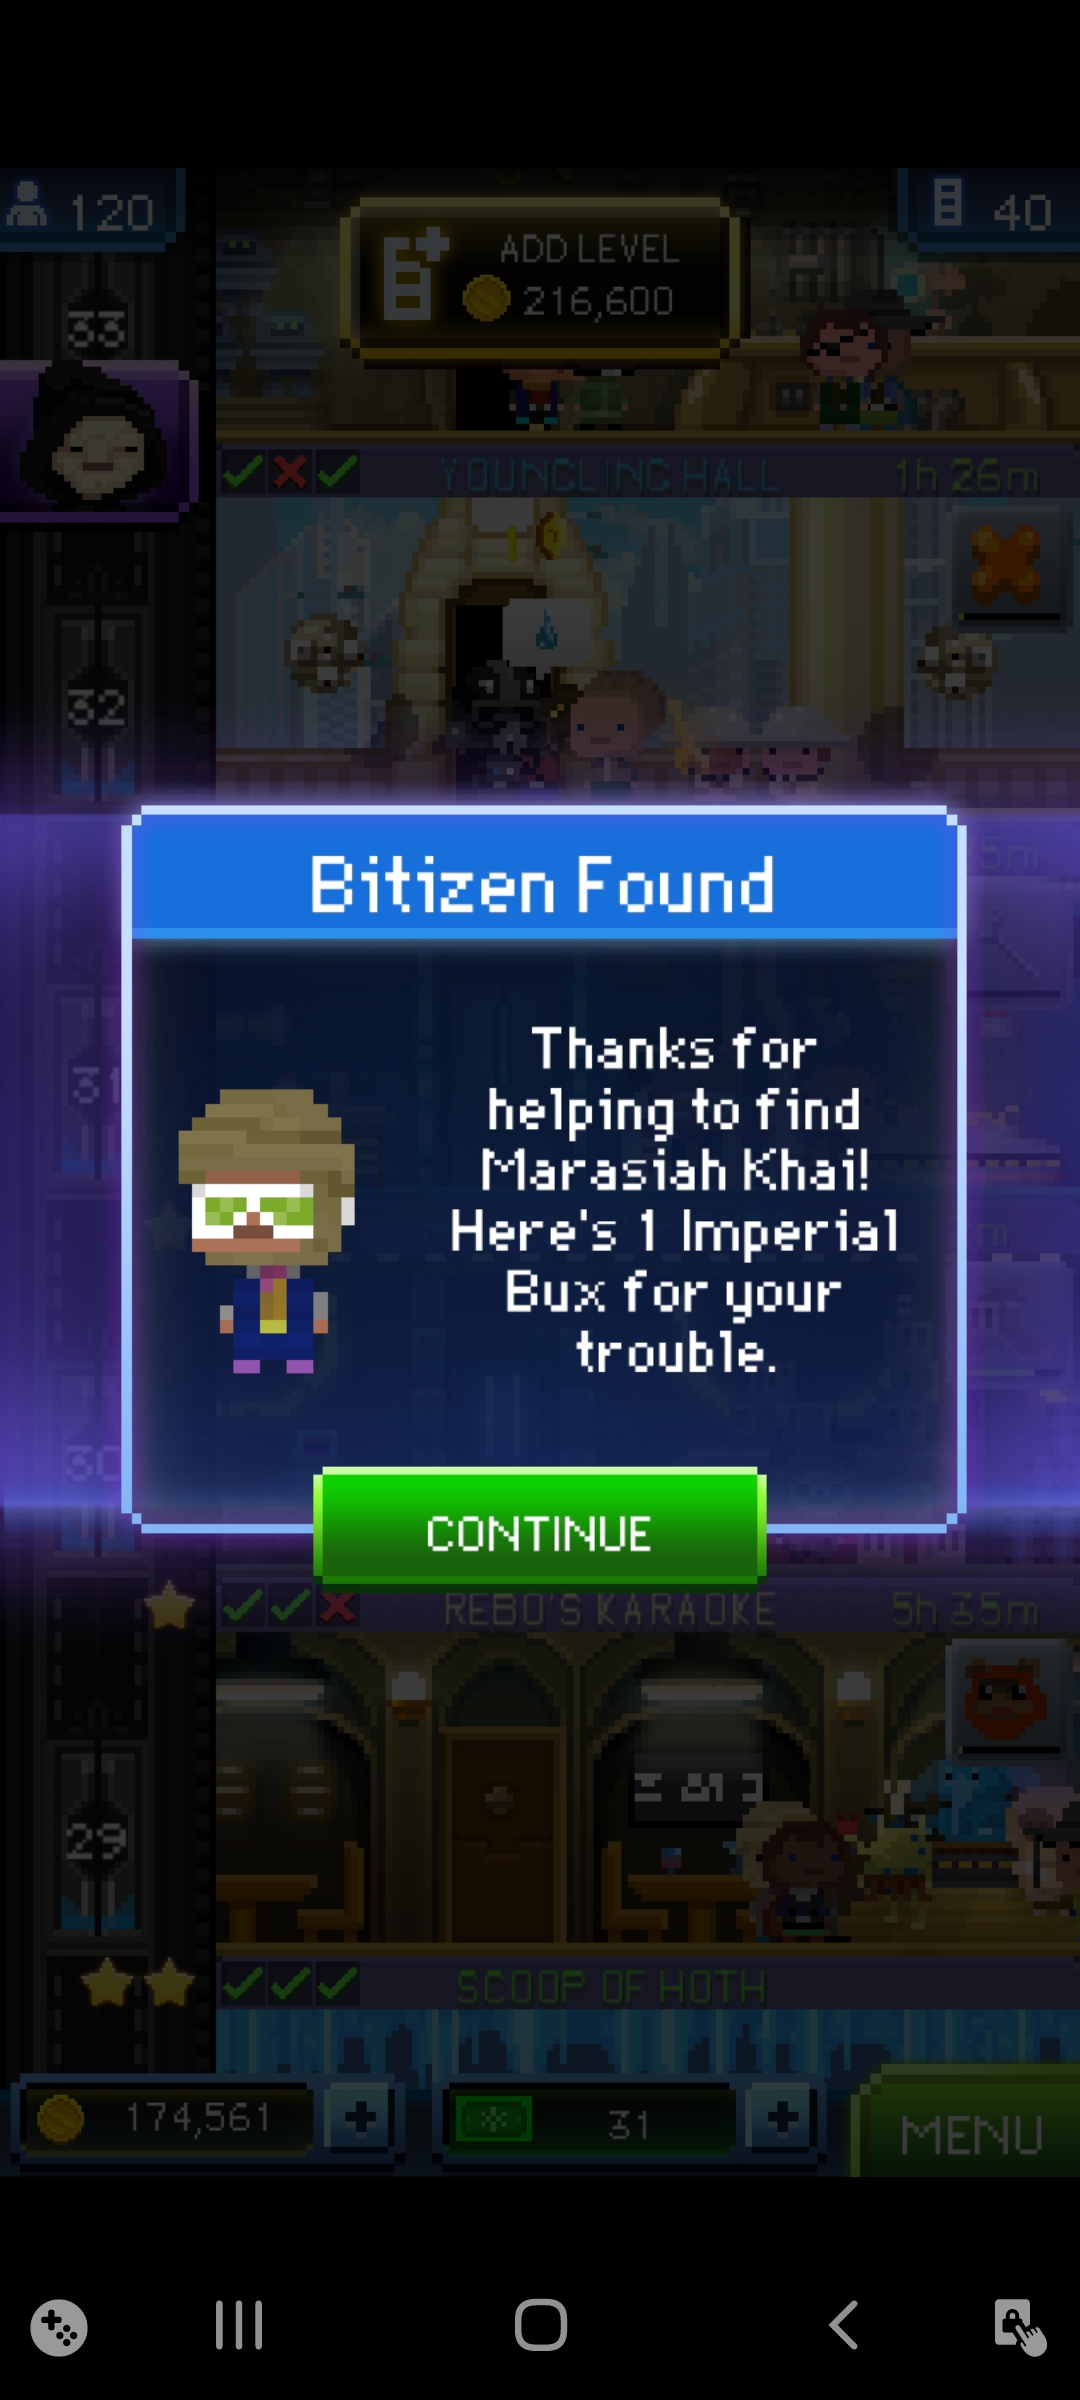 120
40
ADD LEVEL
216,600
33
YOUNGLING HALL 1h 26m
32
5m
Bitizen Found
Thanks for
helping to find
Marasiah Khai!
Here's 1 Imperial
Bux for your
trouble.
31
m
30
CONTINUE
REBO'S KARAOKE 5h 35m
29
SCOOP OF HOTH
174,561
31
MENU